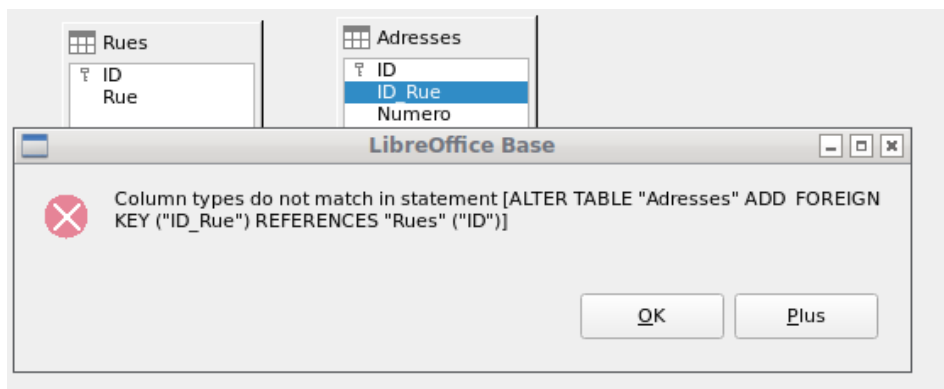 Rues
ID
Rue
Adresses
ID
ID_Rue
Numero
LibreOffice Base
Column types do not match in statement [ALTER TABLE "Adresses" ADD  FOREIGN
KEY ("ID_Rue") REFERENCES "Rues" ("ID")]
OK
Plus